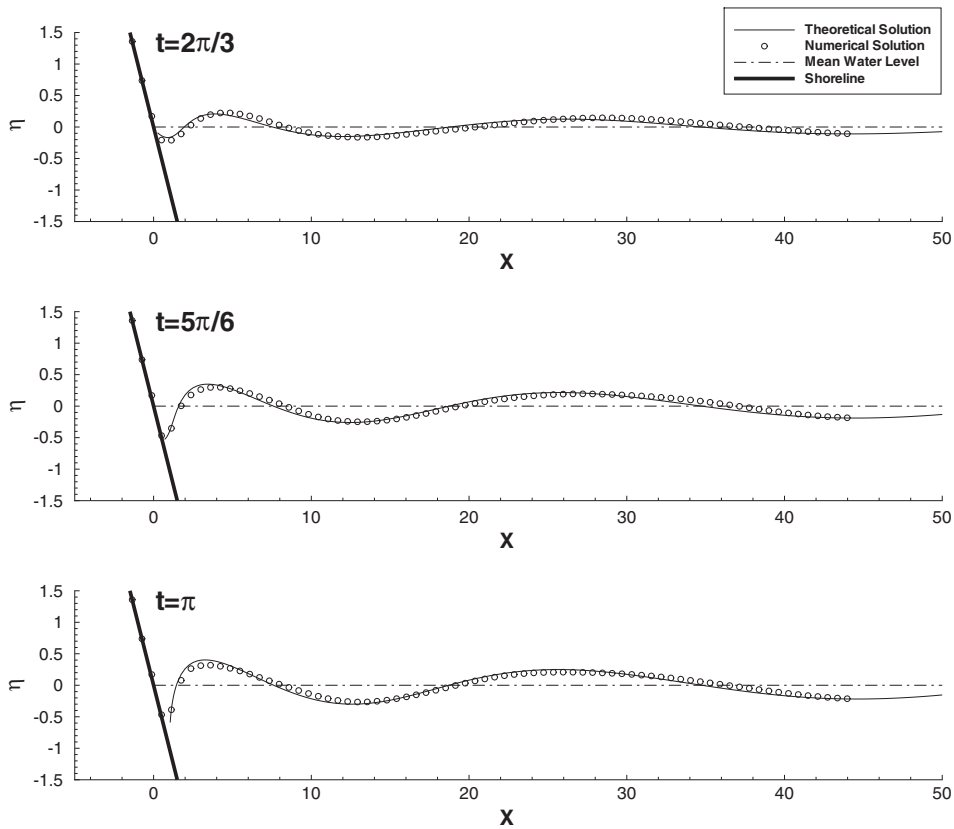 Theoretical Solution
Numerical Solution
Mean Water Level
Shoreline
t=2π/3
1.5
1
0.5
0
-0.5
-1
-1.5
η
0 10 20 30 40 50
X
t=5π/6
1.5
1
0.5
0
-0.5
-1
-1.5
η
0 10 20 30 40 50
X
t=π
1.5
1
0.5
0
-0.5
-1
-1.5
η
0 10 20 30 40 50
X